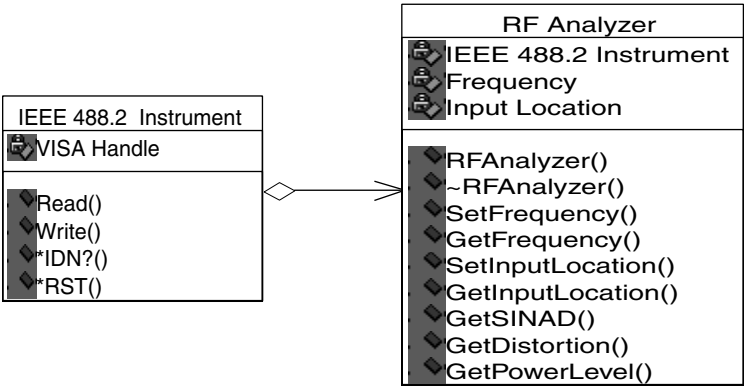 IEEE 488.2 Instrument
VISA Handle
Read()
Write()
*IDN?()
*RST()
RF Analyzer
IEEE 488.2 Instrument
Frequency
Input Location
RFAnalyzer()
~RFAnalyzer()
SetFrequency()
GetFrequency()
SetInputLocation()
GetInputLocation()
GetSINAD()
GetDistortion()
GetPowerLevel()